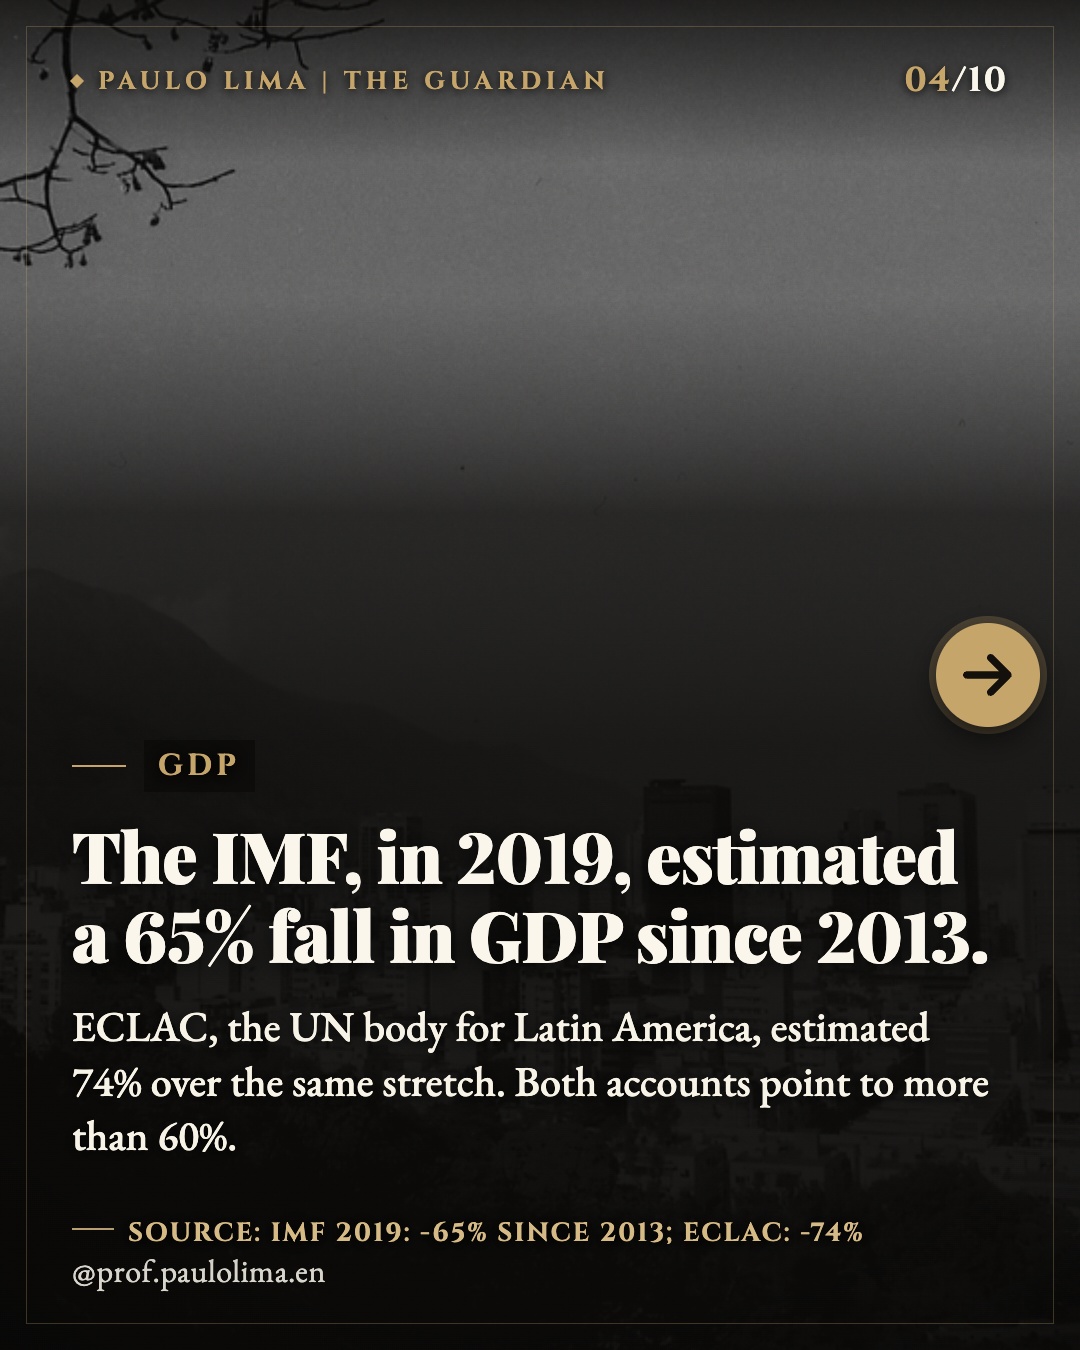 ◆ PAULO LIMA | THE GUARDIAN
04/10
GDP
The IMF, in 2019, estimated
a 65% fall in GDP since 2013.
ECLAC, the UN body for Latin America, estimated
74% over the same stretch. Both accounts point to more
than 60%.
SOURCE: IMF 2019: -65% SINCE 2013; ECLAC: -74%
@prof.paulolima.en